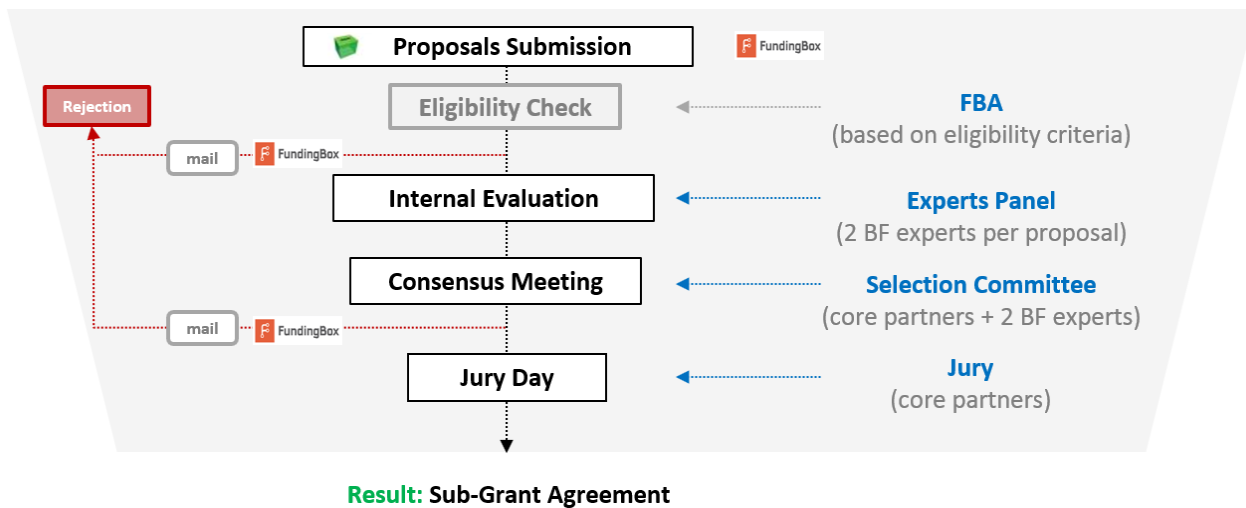 Proposals Submission
FundingBox
Rejection
Eligibility Check
FBA
(based on eligibility criteria)
mail
FundingBox
Internal Evaluation
Experts Panel
(2 BF experts per proposal)
Consensus Meeting
Selection Committee
(core partners + 2 BF experts)
mail
FundingBox
Jury Day
Jury
(core partners)
Result: Sub-Grant Agreement